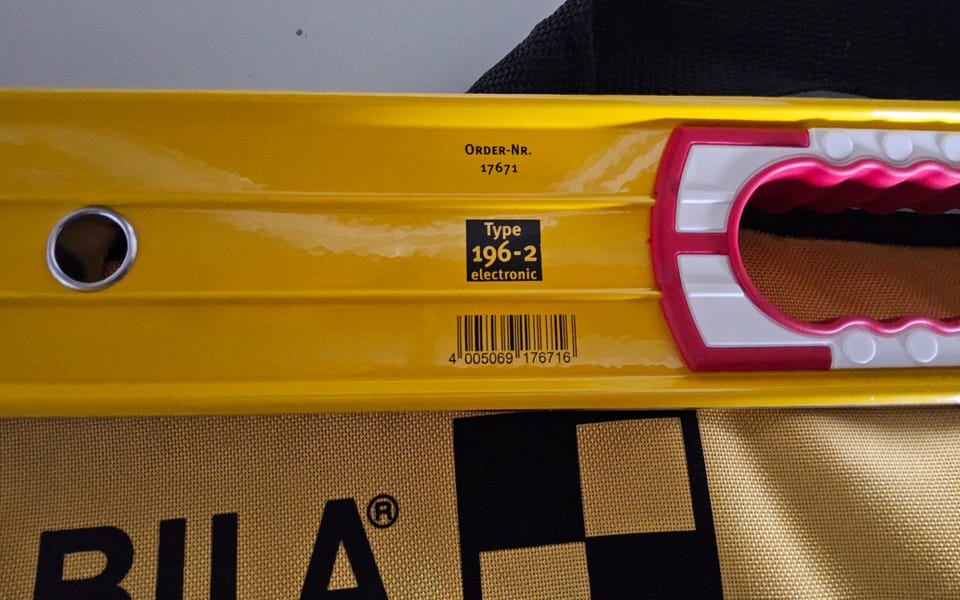 Order-Nr.
17671
Type
196-2
electronic
4 005069 176716
BILA®